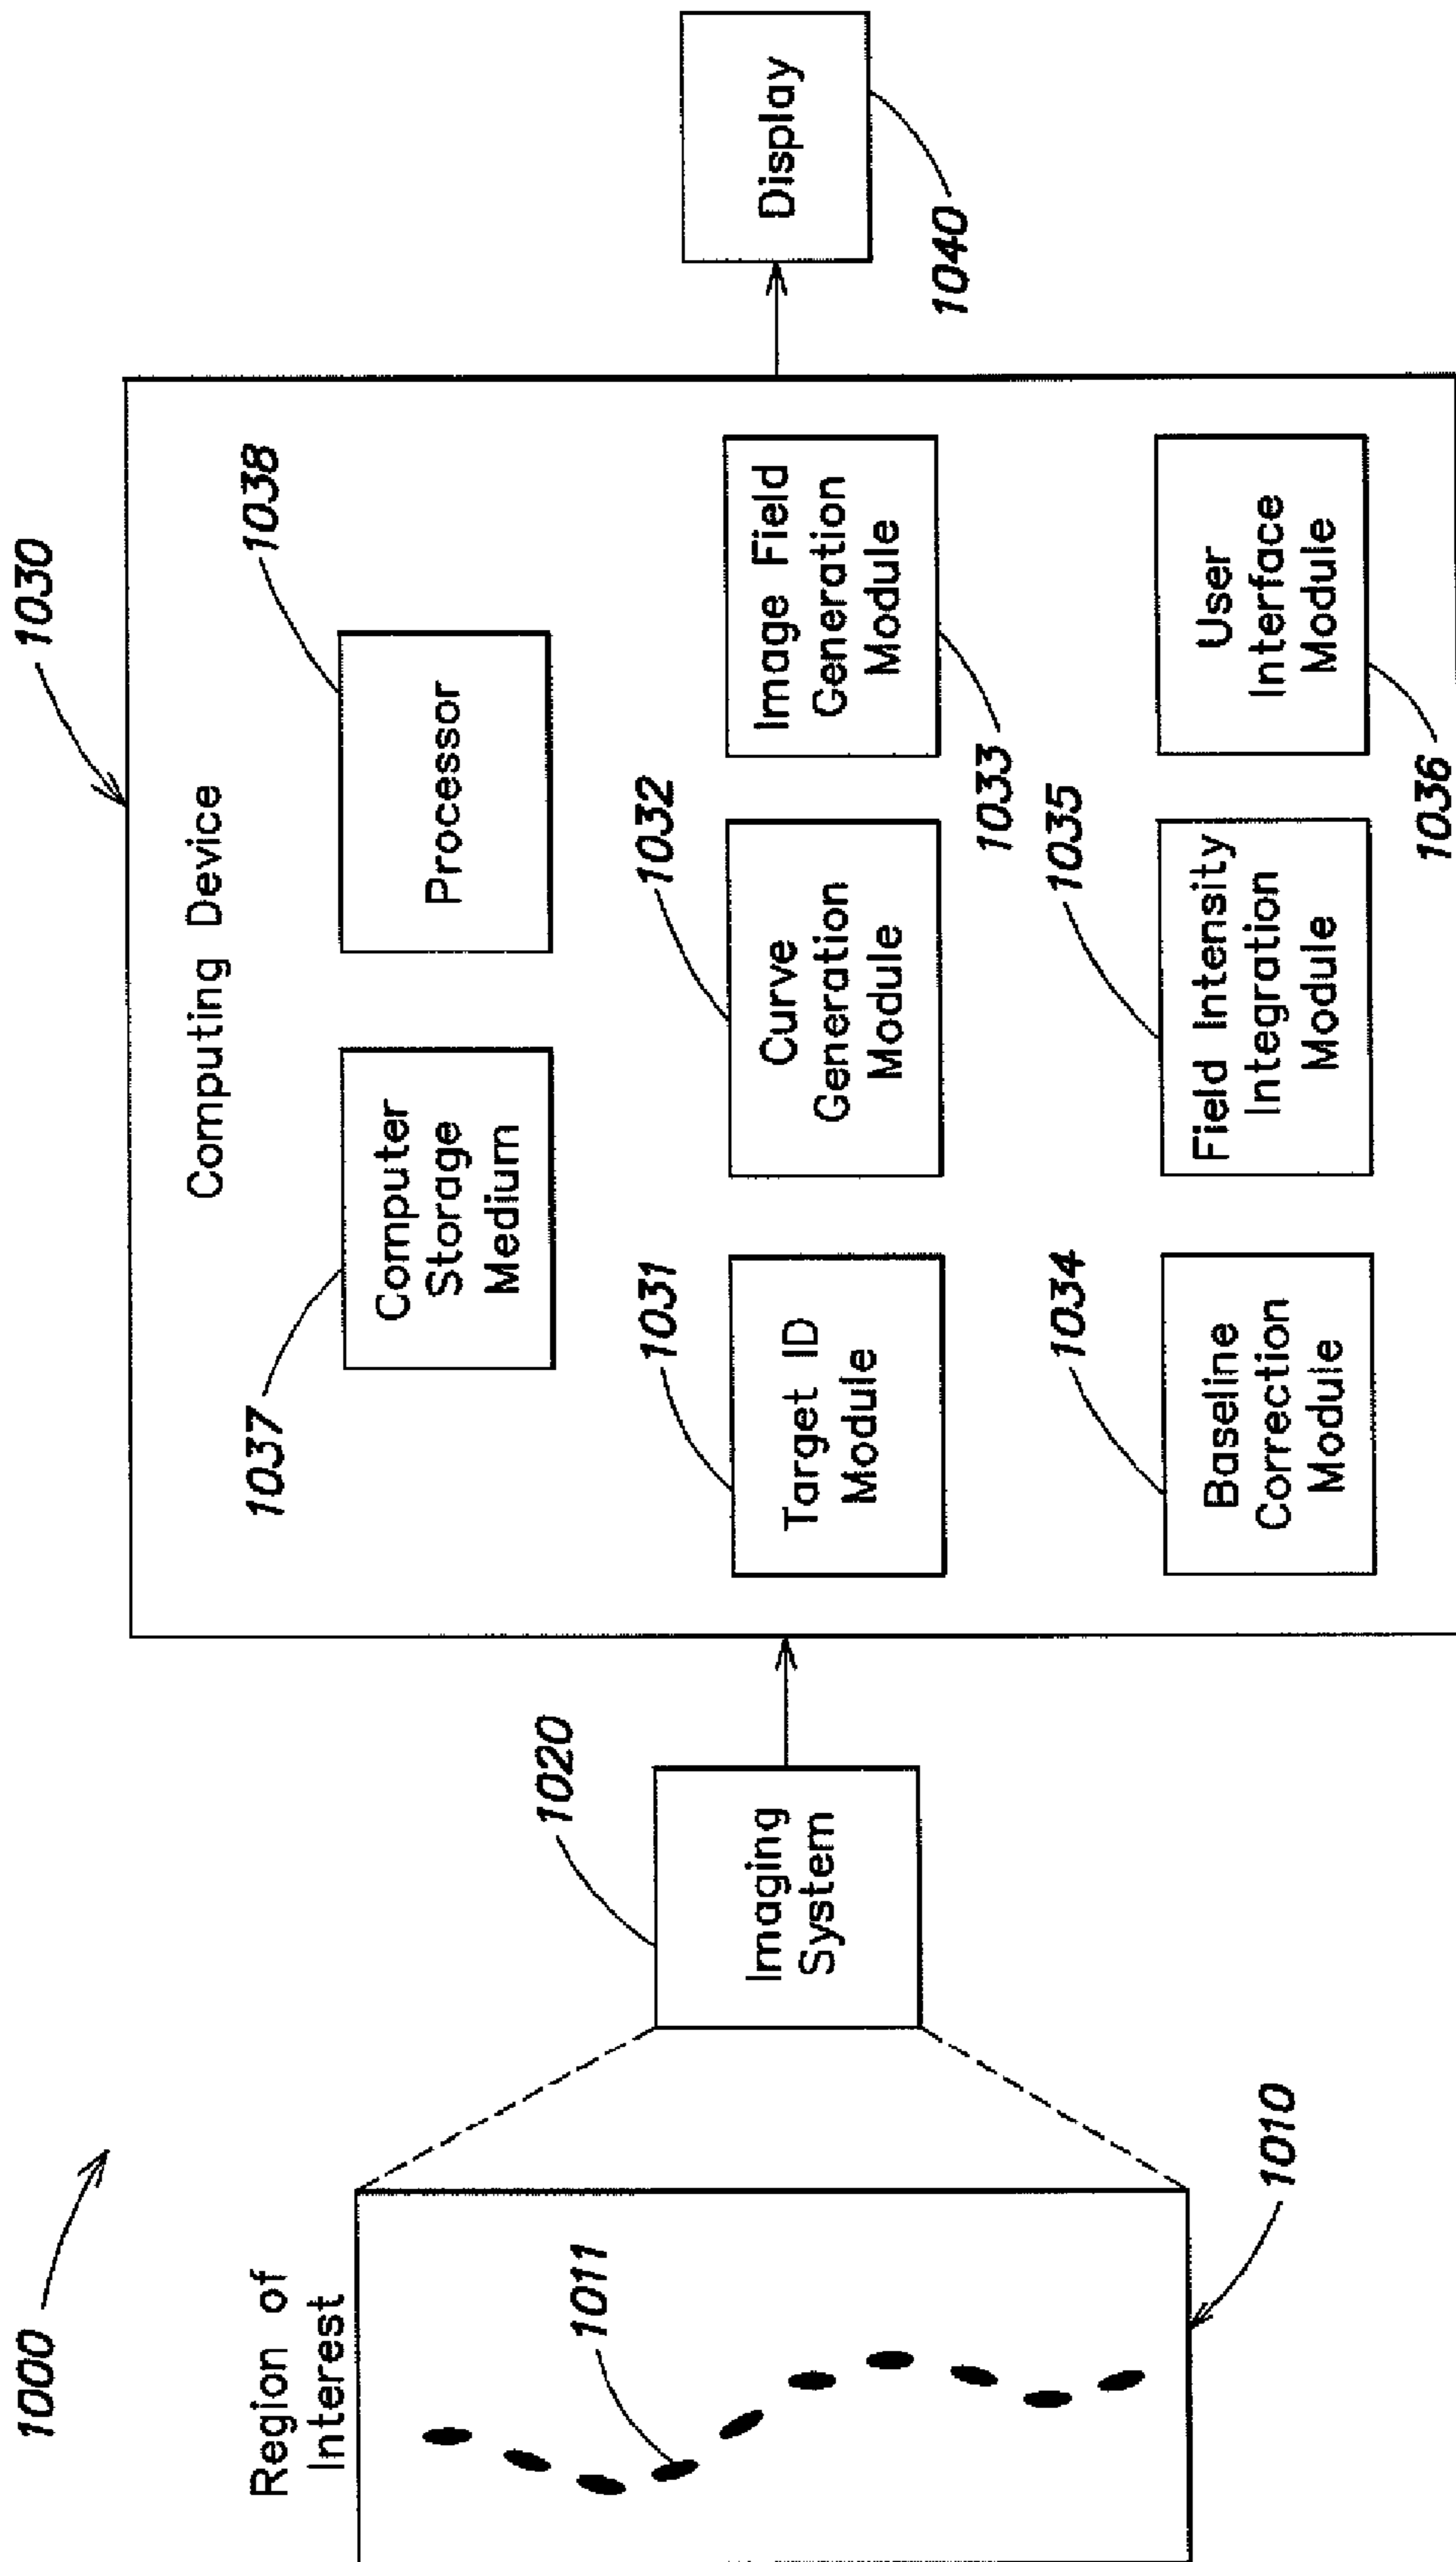 1000
Region of
Interest
1011
1010
1020
Imaging
System
1030
Computing Device
1037
Computer
Storage
Medium
1038
Processor
1031
Target ID
Module
1032
Curve
Generation
Module
1033
Image Field
Generation
Module
1034
Baseline
Correction
Module
1035
Field Intensity
Integration
Module
1036
User
Interface
Module
Display
1040